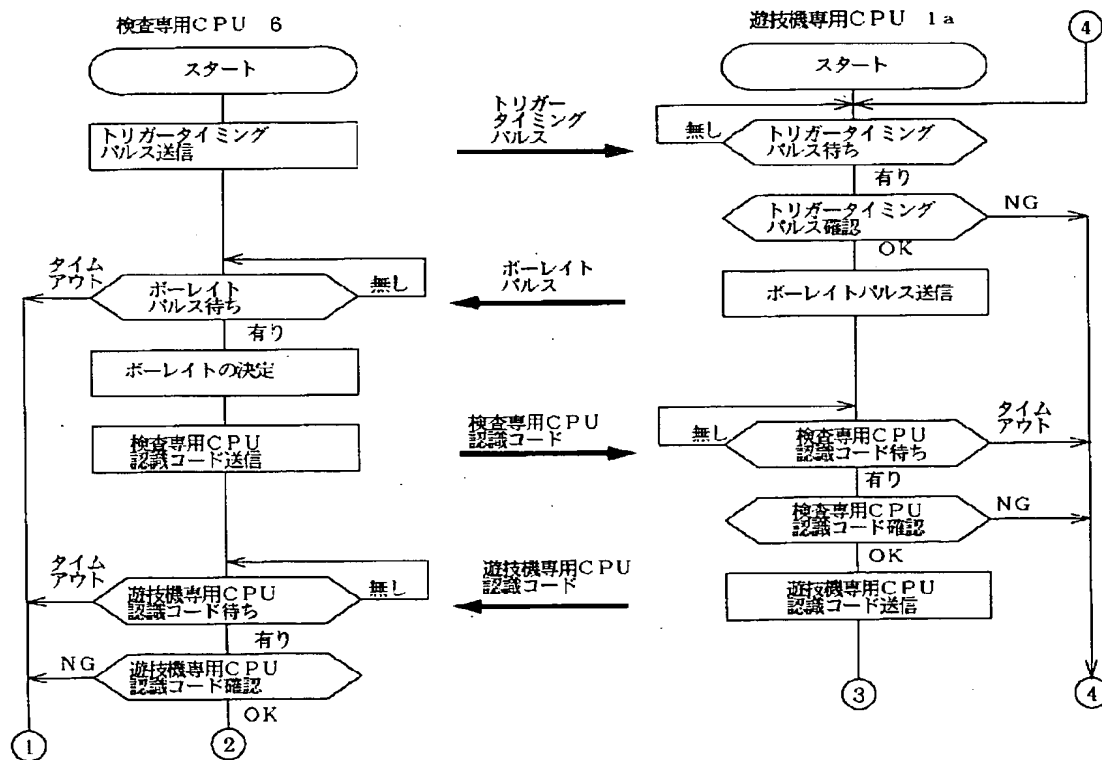 検査専用CPU 6
スタート
トリガータイミング
パルス送信
タイム
アウト
ボーレイト
パルス待ち
無し
有り
ボーレイトの決定
検査専用CPU
認識コード送信
タイム
アウト
遊技機専用CPU
認識コード待ち
無し
有り
NG
遊技機専用CPU
認識コード確認
OK
1
2
トリガー
タイミング
パルス
ボーレイト
パルス
検査専用CPU
認識コード
遊技機専用CPU
認識コード
遊技機専用CPU 1a
4
スタート
無し
トリガータイミング
パルス待ち
有り
トリガータイミング
パルス確認
NG
OK
ボーレイトパルス送信
無し
検査専用CPU
認識コード待ち
タイム
アウト
有り
検査専用CPU
認識コード確認
NG
OK
遊技機専用CPU
認識コード送信
3
4